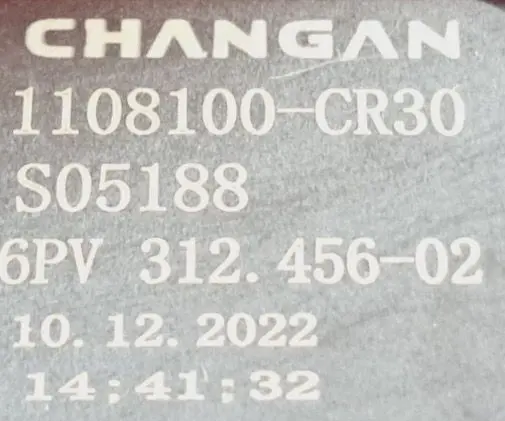 CHANGAN
1108100-CR30
S05188
6PV 312.456-02
10.12.2022
14:41:32